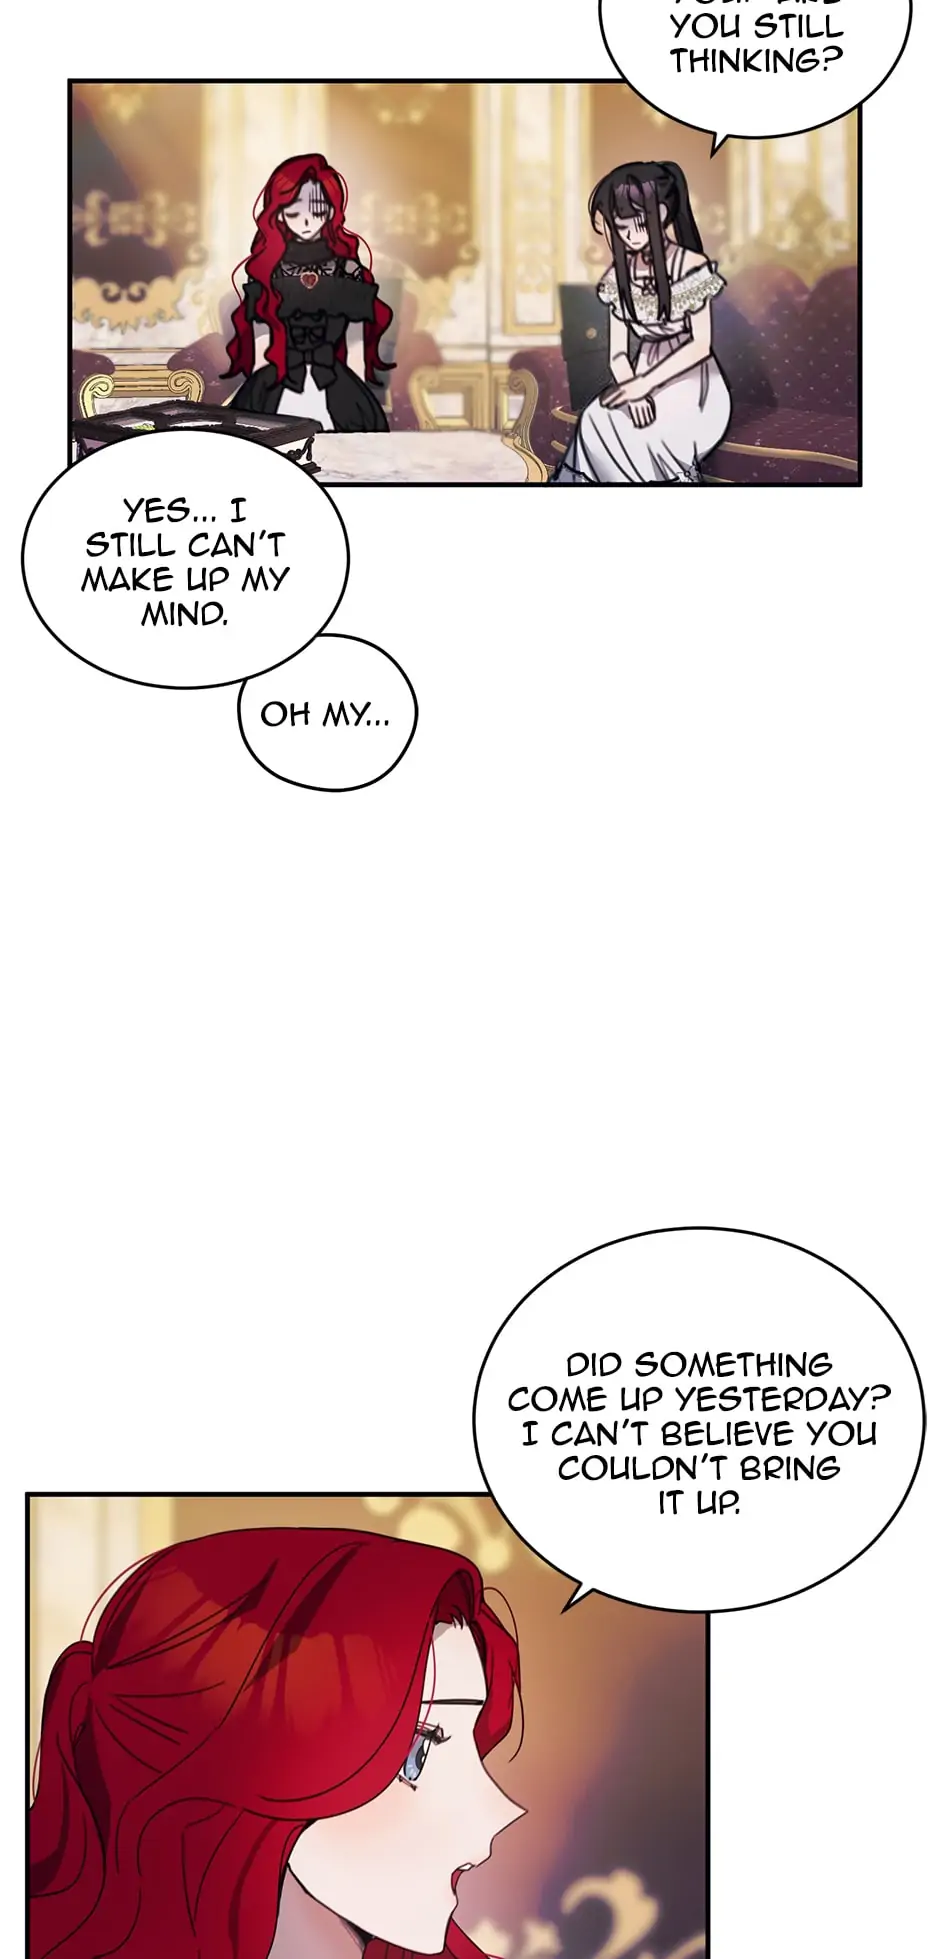 YOU STILL
THINKING?
YES... I
STILL CAN'T
MAKE UP MY
MIND.
OH MY...
DID SOMETHING
COME UP YESTERDAY?
I CAN'T BELIEVE YOU
COULDN'T BRING
IT UP.